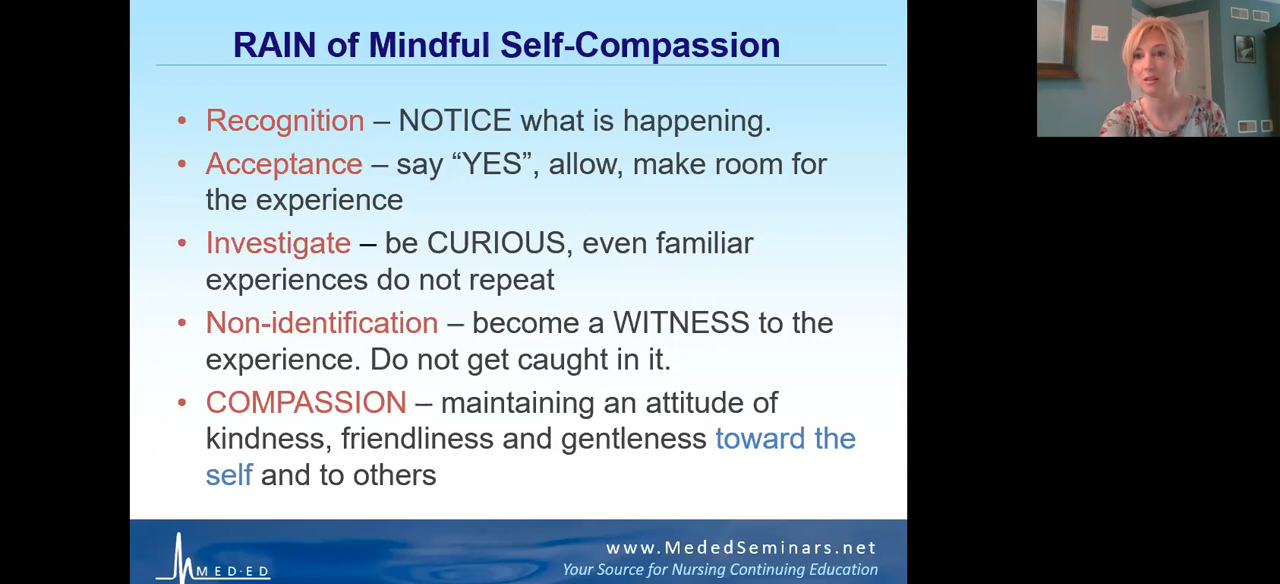 RAIN of Mindful Self-Compassion
• Recognition – NOTICE what is happening.
• Acceptance – say “YES”, allow, make room for
the experience
• Investigate – be CURIOUS, even familiar
experiences do not repeat
• Non-identification – become a WITNESS to the
experience. Do not get caught in it.
• COMPASSION – maintaining an attitude of
kindness, friendliness and gentleness toward the
self and to others
www.MededSeminars.net
MED·ED
Your Source for Nursing Continuing Education